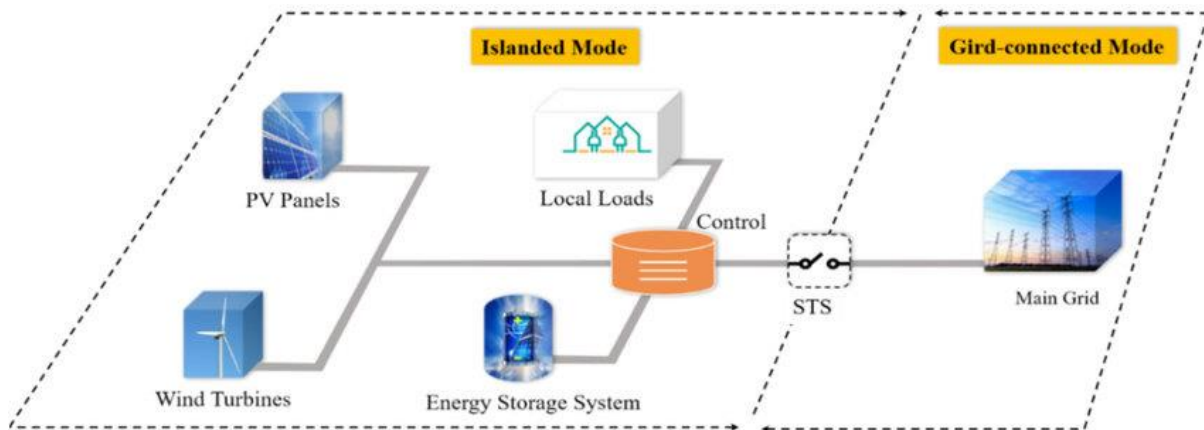 Islanded Mode
Gird-connected Mode
PV Panels
Local Loads
Control
STS
Main Grid
Wind Turbines
Energy Storage System